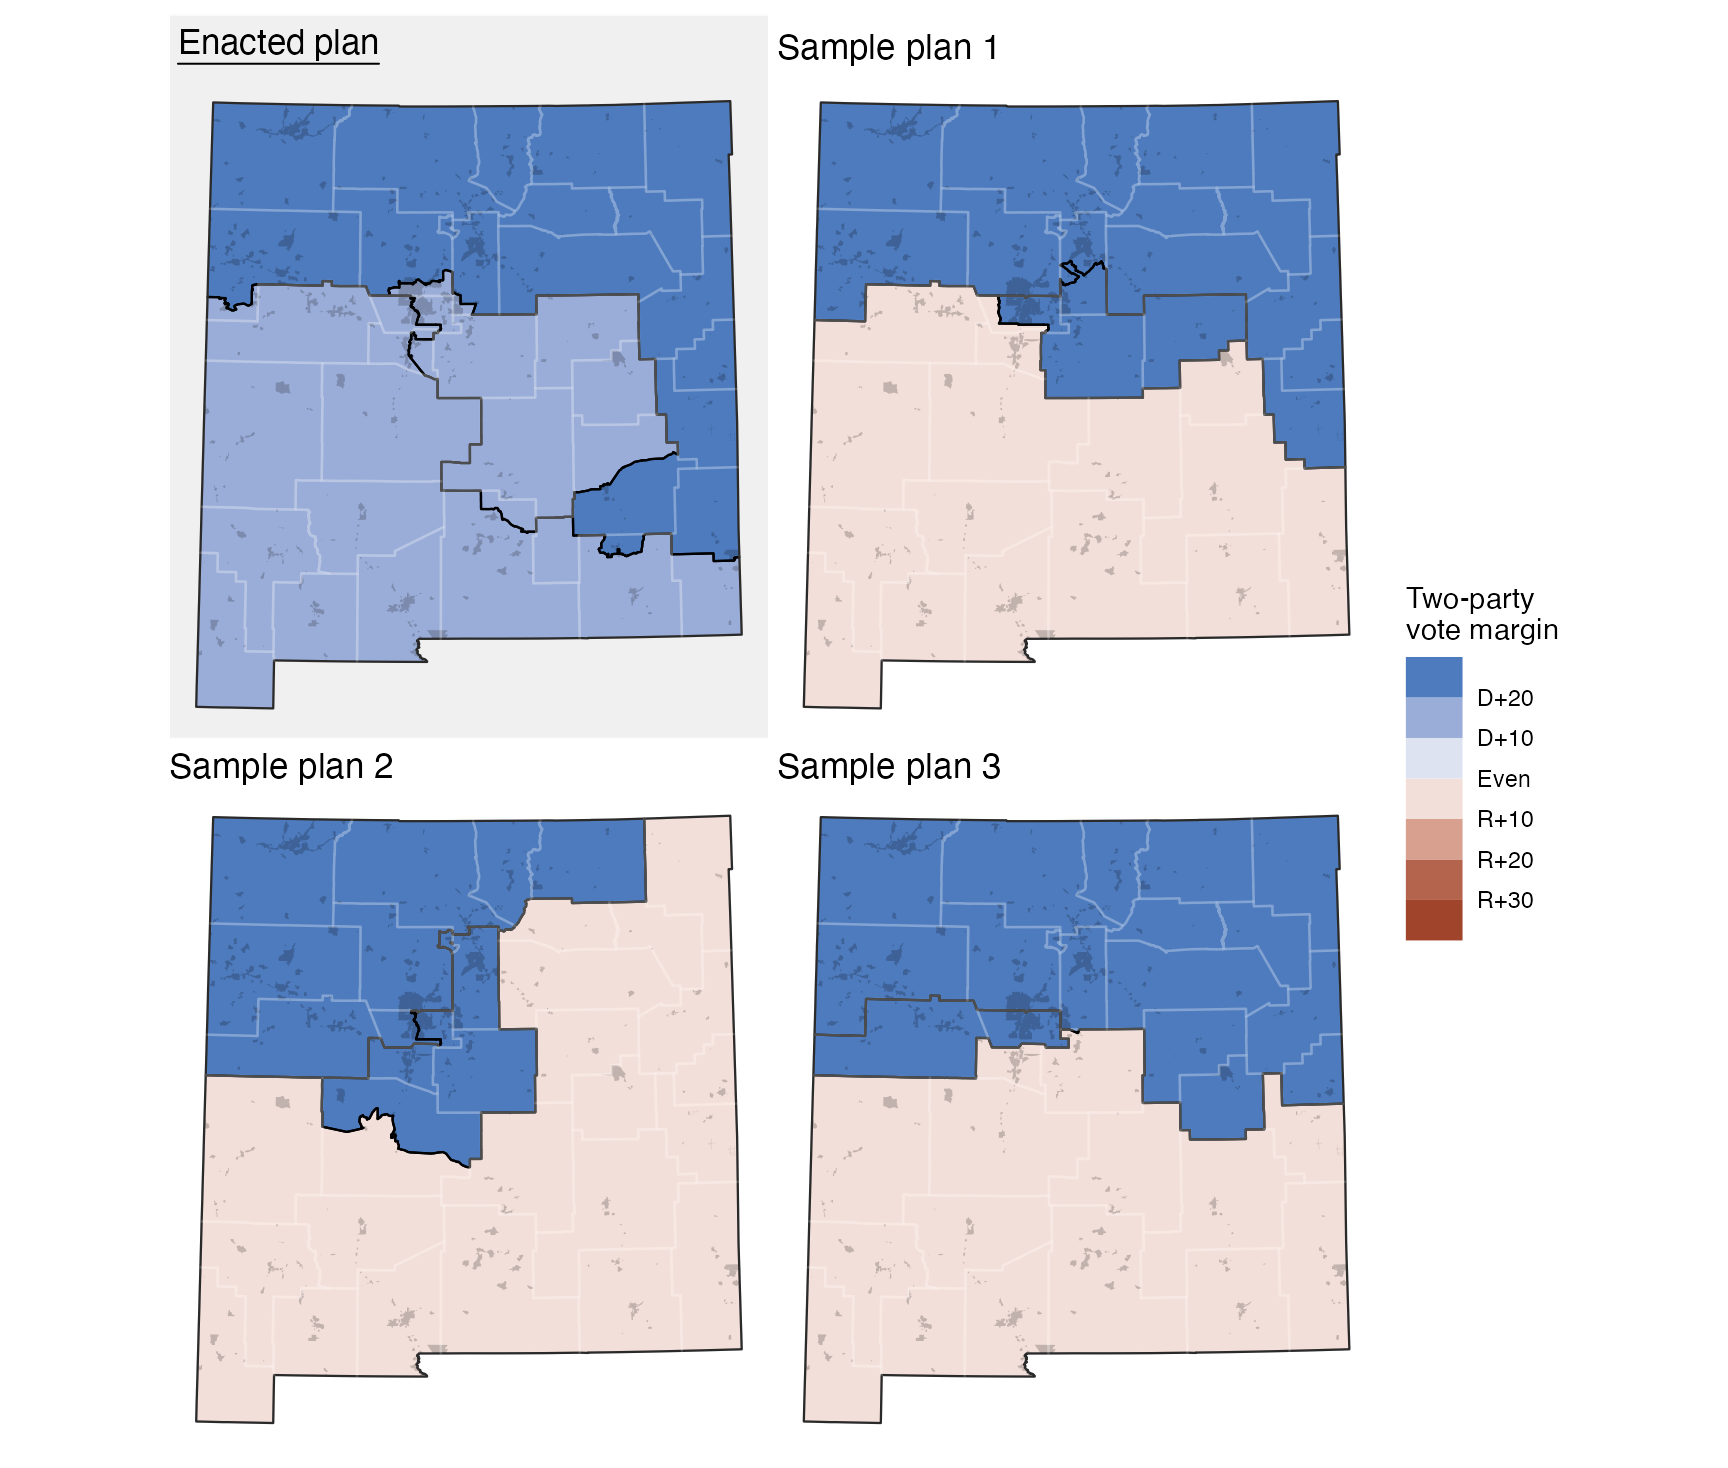 Enacted plan
Sample plan 1
Sample plan 2
Sample plan 3
Two-party
vote margin
D+20
D+10
Even
R+10
R+20
R+30